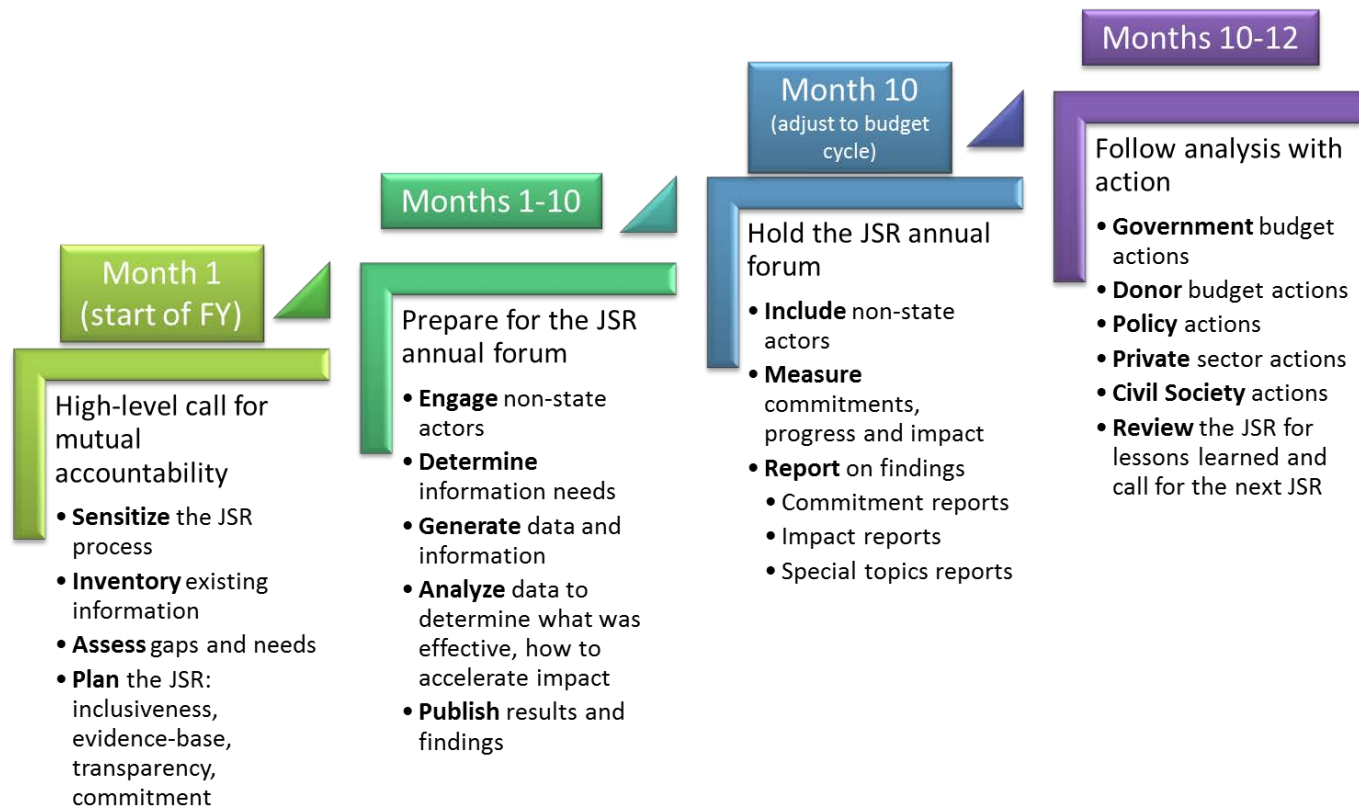 Month 1
(start of FY)
High-level call for
mutual
accountability
• Sensitize the JSR
process
• Inventory existing
information
• Assess gaps and needs
• Plan the JSR:
inclusiveness,
evidence-base,
transparency,
commitment
Months 1-10
Prepare for the JSR
annual forum
• Engage non-state
actors
• Determine
information needs
• Generate data and
information
• Analyze data to
determine what was
effective, how to
accelerate impact
• Publish results and
findings
Month 10
(adjust to budget
cycle)
Hold the JSR annual
forum
• Include non-state
actors
• Measure
commitments,
progress and impact
• Report on findings
• Commitment reports
• Impact reports
• Special topics reports
Months 10-12
Follow analysis with
action
• Government budget
actions
• Donor budget actions
• Policy actions
• Private sector actions
• Civil Society actions
• Review the JSR for
lessons learned and
call for the next JSR